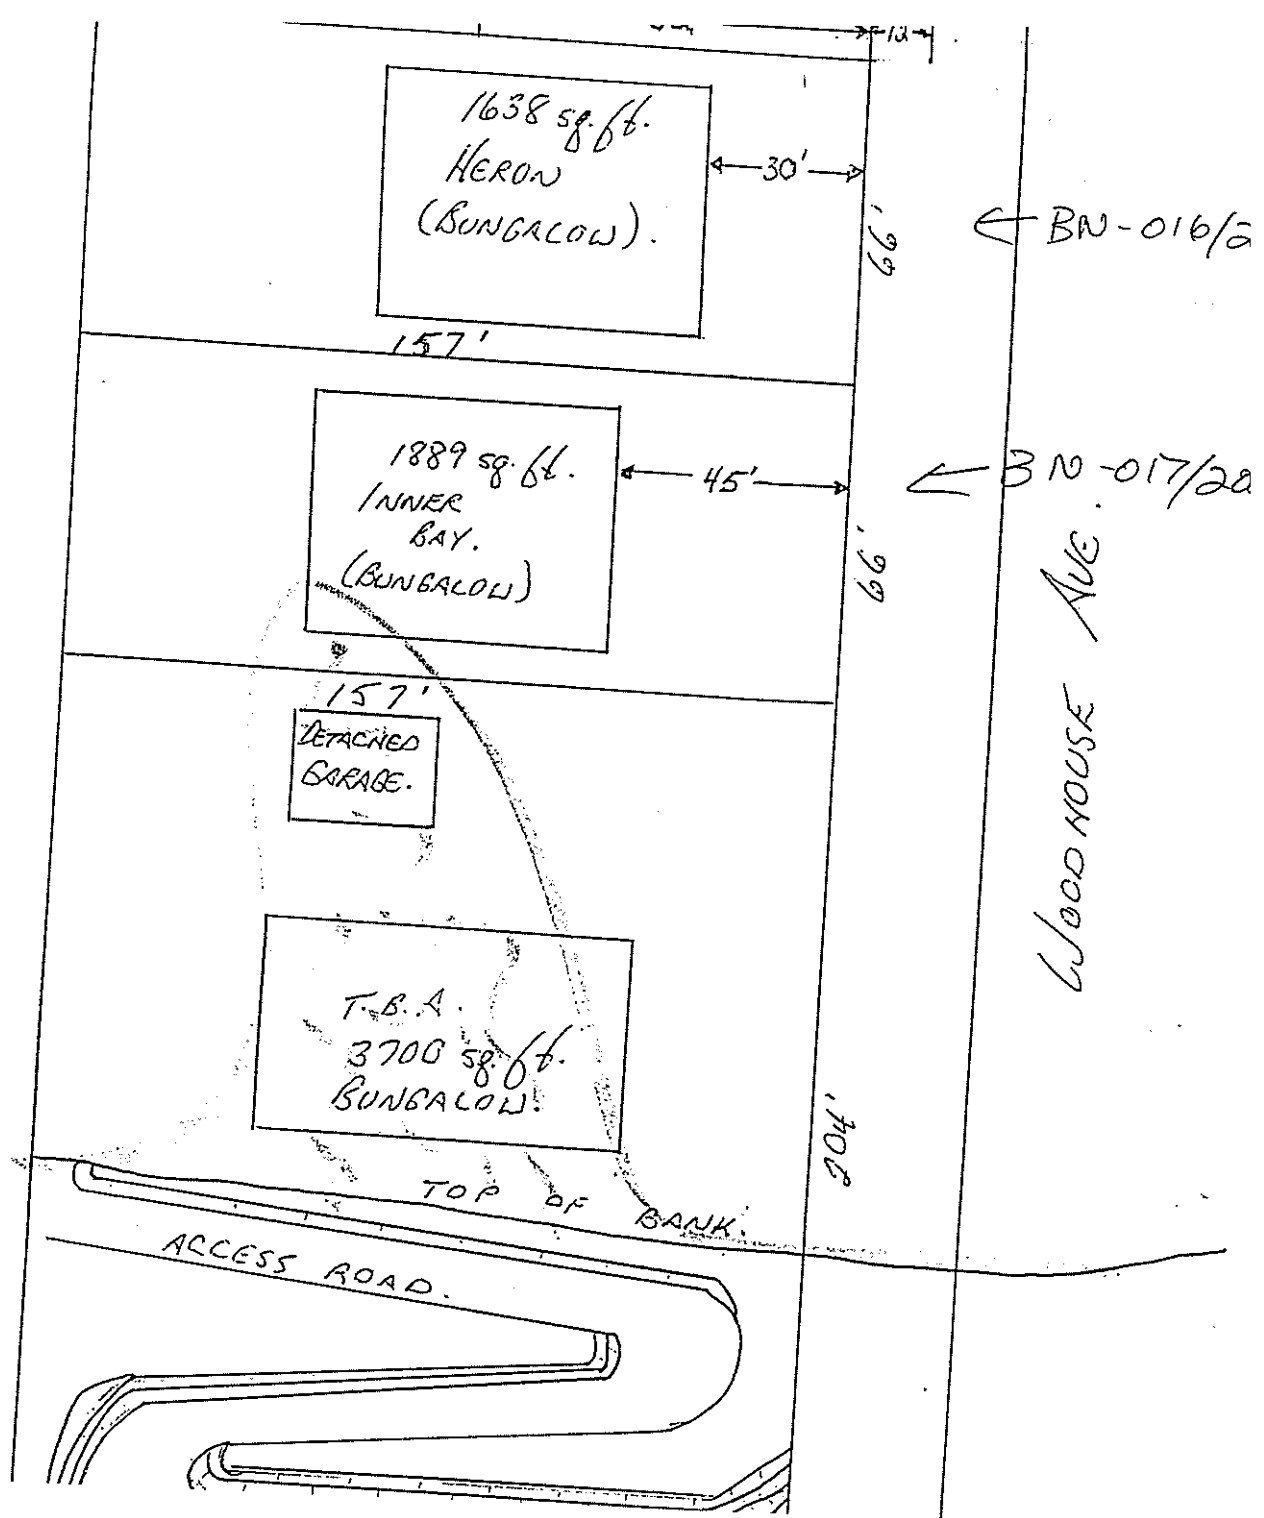 12
1638 sq. ft.
HERON
(BUNGALOW).
30'
66'
BN-016/2
157'
1889 sq. ft.
INNER
BAY.
(BUNGALOW)
45'
66'
BN-017/20
157'
DETACHED
GARAGE.
WOODHOUSE AVE.
T.B.A.
3700 sq. ft.
BUNGALOW.
204'
TOP OF BANK.
ACCESS ROAD.